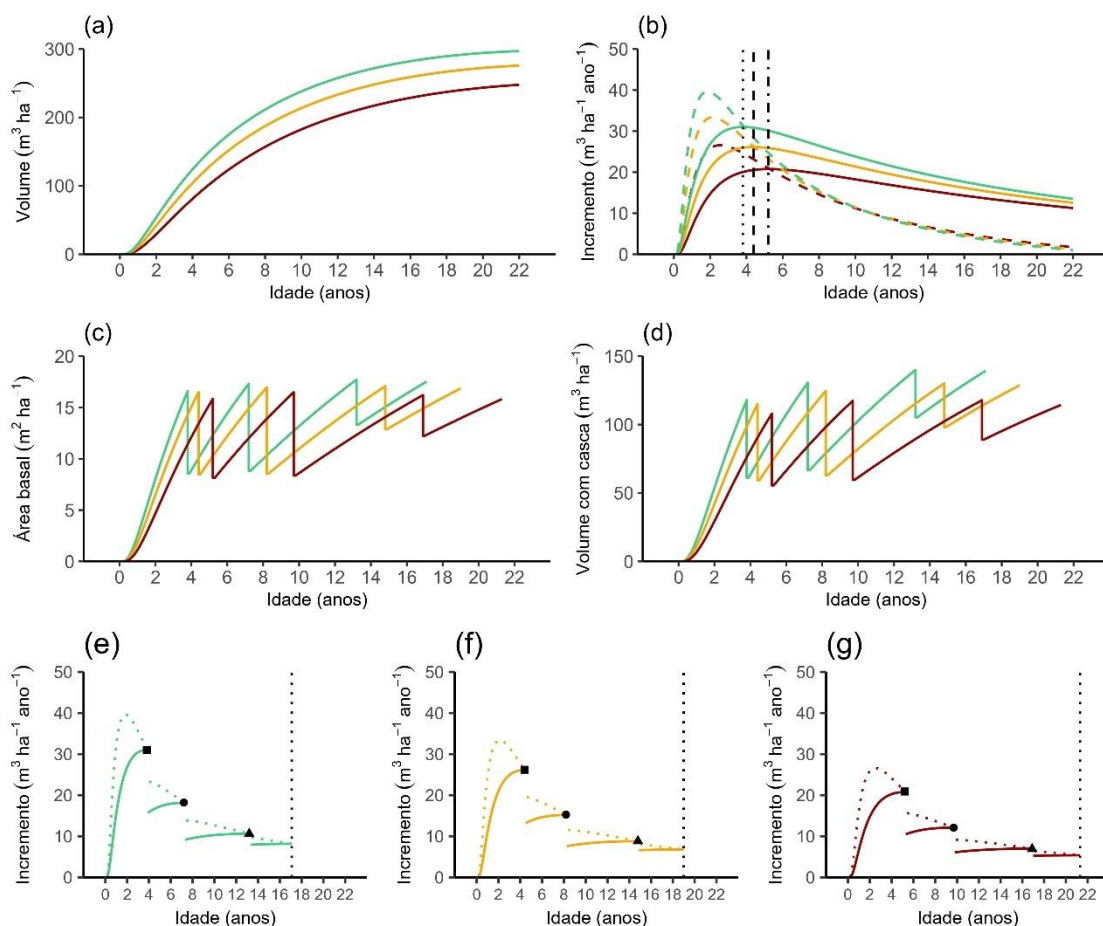 (a)
Volume (m³ ha⁻¹)
300
200
100
0
0 2 4 6 8 10 12 14 16 18 20 22
Idade (anos)
(b)
Incremento (m³ ha⁻¹ ano⁻¹)
50
40
30
20
10
0
0 2 4 6 8 10 12 14 16 18 20 22
Idade (anos)
(c)
Área basal (m² ha⁻¹)
20
15
10
5
0
0 2 4 6 8 10 12 14 16 18 20 22
Idade (anos)
(d)
Volume com casca (m³ ha⁻¹)
150
100
50
0
0 2 4 6 8 10 12 14 16 18 20 22
Idade (anos)
(e)
Incremento (m³ ha⁻¹ ano⁻¹)
50
40
30
20
10
0
0 2 4 6 8 10 12 14 16 18 20 22
Idade (anos)
(f)
Incremento (m³ ha⁻¹ ano⁻¹)
50
40
30
20
10
0
0 2 4 6 8 10 12 14 16 18 20 22
Idade (anos)
(g)
Incremento (m³ ha⁻¹ ano⁻¹)
50
40
30
20
10
0
0 2 4 6 8 10 12 14 16 18 20 22
Idade (anos)